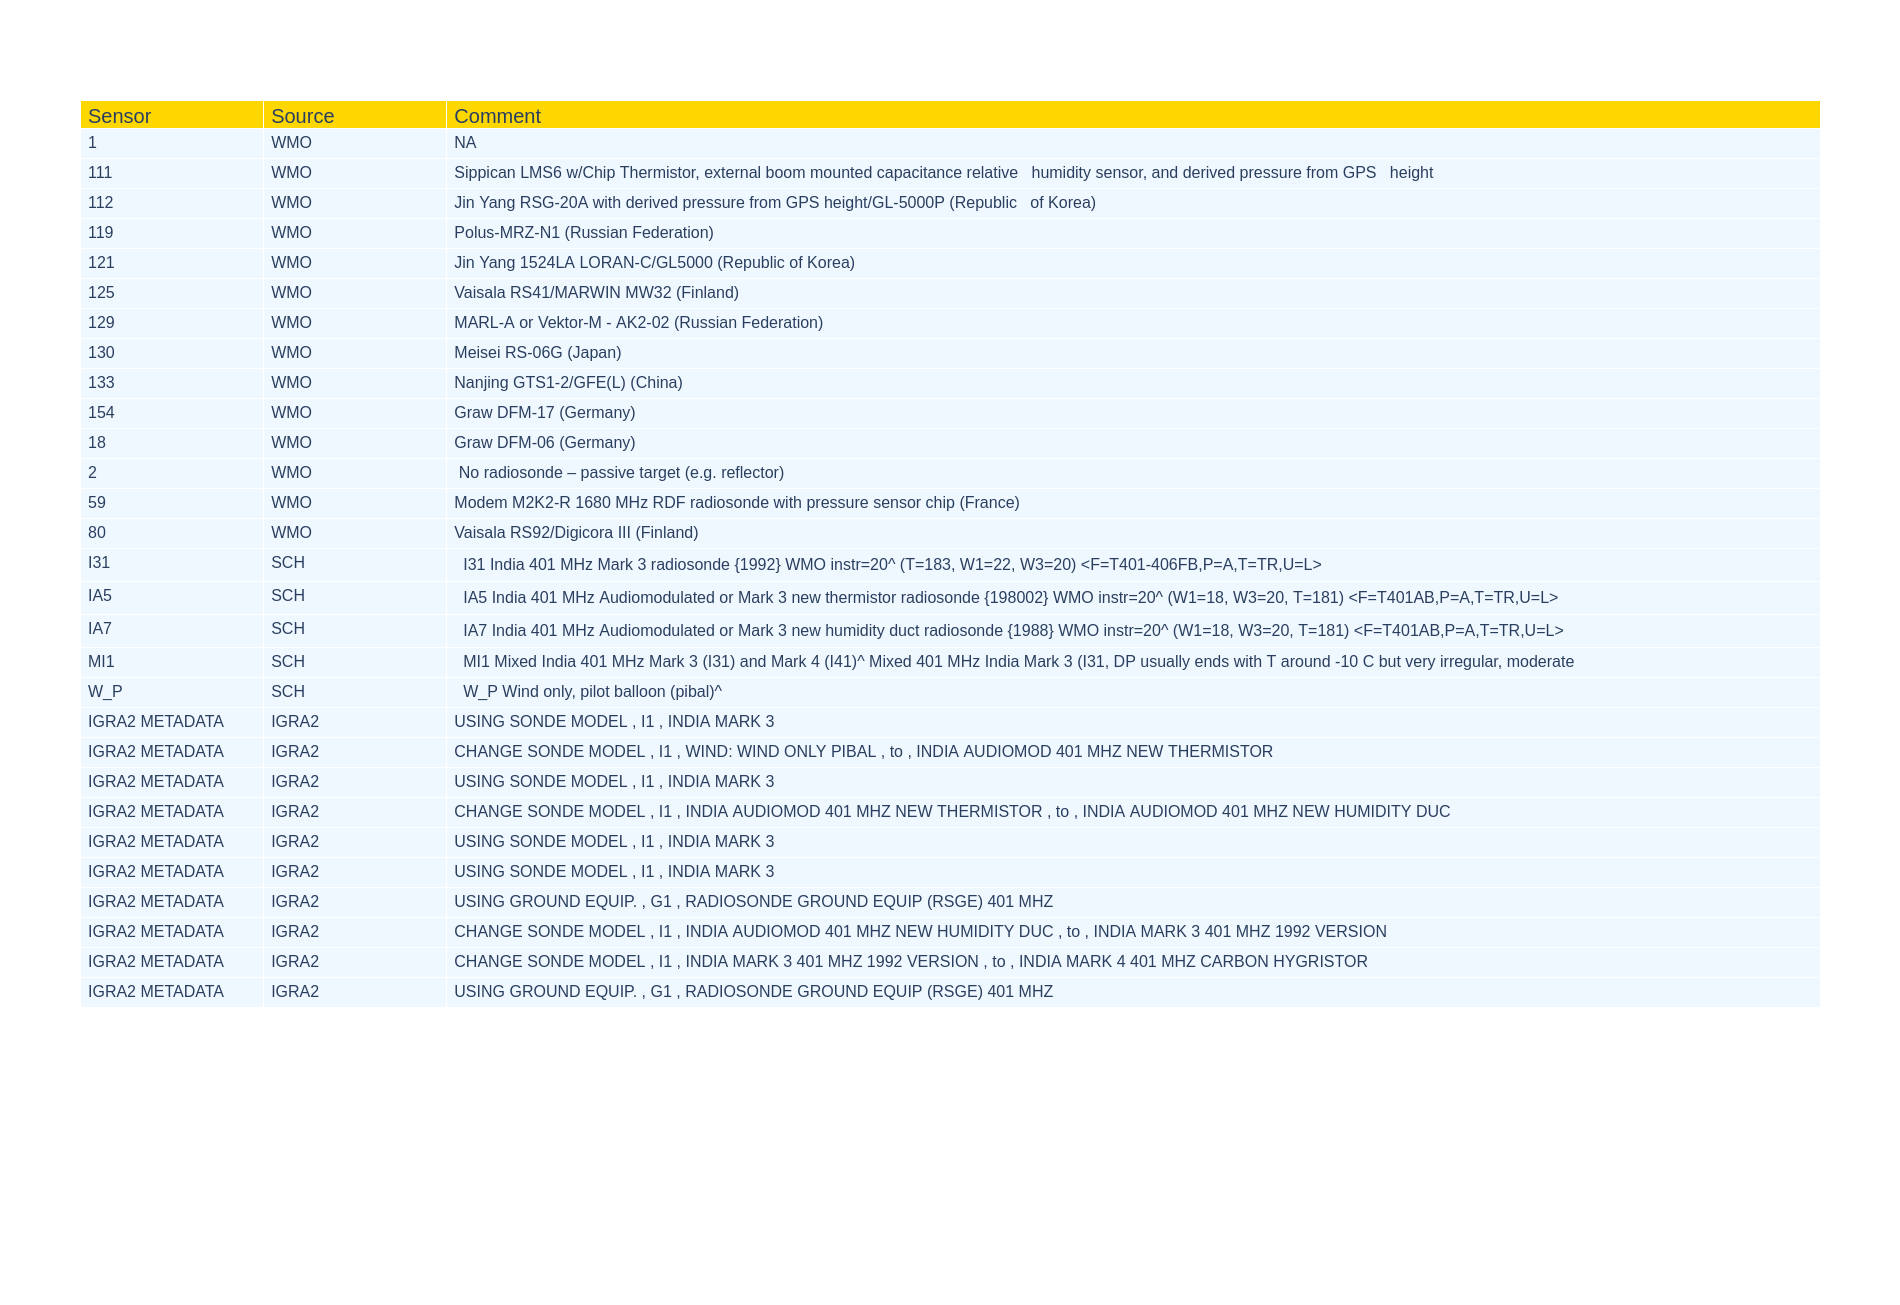 Sensor Source Comment
1 WMO NA
111 WMO Sippican LMS6 w/Chip Thermistor, external boom mounted capacitance relative   humidity sensor, and derived pressure from GPS   height
112 WMO Jin Yang RSG-20A with derived pressure from GPS height/GL-5000P (Republic   of Korea)
119 WMO Polus-MRZ-N1 (Russian Federation)
121 WMO Jin Yang 1524LA LORAN-C/GL5000 (Republic of Korea)
125 WMO Vaisala RS41/MARWIN MW32 (Finland)
129 WMO MARL-A or Vektor-M - AK2-02 (Russian Federation)
130 WMO Meisei RS-06G (Japan)
133 WMO Nanjing GTS1-2/GFE(L) (China)
154 WMO Graw DFM-17 (Germany)
18 WMO Graw DFM-06 (Germany)
2 WMO No radiosonde – passive target (e.g. reflector)
59 WMO Modem M2K2-R 1680 MHz RDF radiosonde with pressure sensor chip (France)
80 WMO Vaisala RS92/Digicora III (Finland)
I31 SCH I31 India 401 MHz Mark 3 radiosonde {1992} WMO instr=20^ (T=183, W1=22, W3=20) <F=T401-406FB,P=A,T=TR,U=L>
IA5 SCH IA5 India 401 MHz Audiomodulated or Mark 3 new thermistor radiosonde {198002} WMO instr=20^ (W1=18, W3=20, T=181) <F=T401AB,P=A,T=TR,U=L>
IA7 SCH IA7 India 401 MHz Audiomodulated or Mark 3 new humidity duct radiosonde {1988} WMO instr=20^ (W1=18, W3=20, T=181) <F=T401AB,P=A,T=TR,U=L>
MI1 SCH MI1 Mixed India 401 MHz Mark 3 (I31) and Mark 4 (I41)^ Mixed 401 MHz India Mark 3 (I31, DP usually ends with T around -10 C but very irregular, moderate
W_P SCH W_P Wind only, pilot balloon (pibal)^
IGRA2 METADATA IGRA2 USING SONDE MODEL , I1 , INDIA MARK 3
IGRA2 METADATA IGRA2 CHANGE SONDE MODEL , I1 , WIND: WIND ONLY PIBAL , to , INDIA AUDIOMOD 401 MHZ NEW THERMISTOR
IGRA2 METADATA IGRA2 USING SONDE MODEL , I1 , INDIA MARK 3
IGRA2 METADATA IGRA2 CHANGE SONDE MODEL , I1 , INDIA AUDIOMOD 401 MHZ NEW THERMISTOR , to , INDIA AUDIOMOD 401 MHZ NEW HUMIDITY DUC
IGRA2 METADATA IGRA2 USING SONDE MODEL , I1 , INDIA MARK 3
IGRA2 METADATA IGRA2 USING SONDE MODEL , I1 , INDIA MARK 3
IGRA2 METADATA IGRA2 USING GROUND EQUIP. , G1 , RADIOSONDE GROUND EQUIP (RSGE) 401 MHZ
IGRA2 METADATA IGRA2 CHANGE SONDE MODEL , I1 , INDIA AUDIOMOD 401 MHZ NEW HUMIDITY DUC , to , INDIA MARK 3 401 MHZ 1992 VERSION
IGRA2 METADATA IGRA2 CHANGE SONDE MODEL , I1 , INDIA MARK 3 401 MHZ 1992 VERSION , to , INDIA MARK 4 401 MHZ CARBON HYGRISTOR
IGRA2 METADATA IGRA2 USING GROUND EQUIP. , G1 , RADIOSONDE GROUND EQUIP (RSGE) 401 MHZ